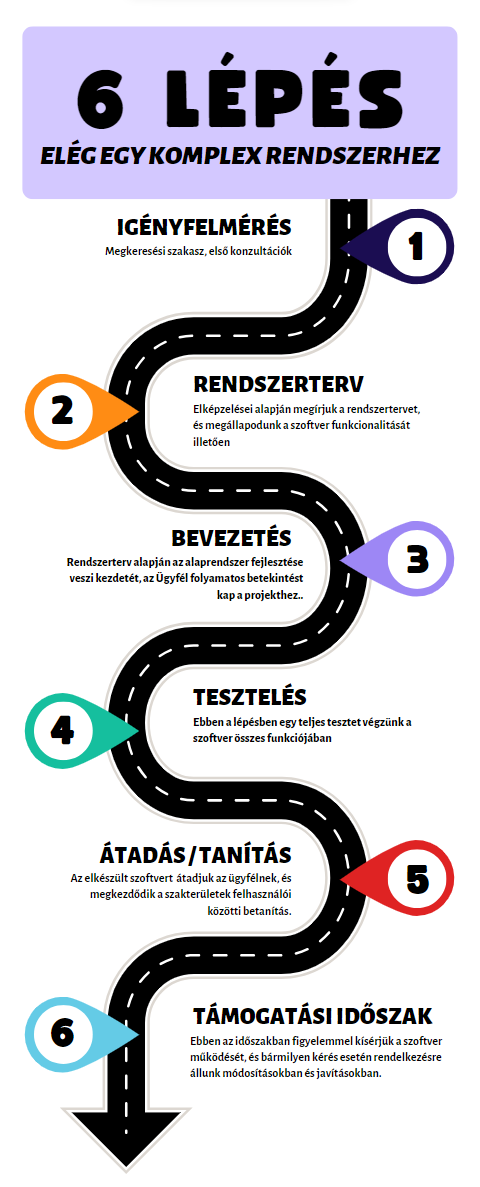 6 LÉPÉS
ELÉG EGY KOMPLEX RENDSZERHEZ
IGÉNYFELMÉRÉS
Megkeresési szakasz, első konzultációk
1
2
RENDSZERTERV
Elképzelései alapján megírjuk a rendszertervet,
és megállapodunk a szoftver funkcionalitását
illetően
BEVEZETÉS
Rendszerterv alapján az alaprendszer fejlesztése
veszi kezdetét, az Ügyfél folyamatos betekintést
kap a projekthez..
3
4
TESZTELÉS
Ebben a lépésben egy teljes tesztet végzünk a
szoftver összes funkciójában
ÁTADÁS / TANÍTÁS
Az elkészült szoftvert átadjuk az ügyfélnek, és
megkezdődik a szakterületek felhasználói
közötti betanítás.
5
6
TÁMOGATÁSI IDŐSZAK
Ebben az időszakban figyelemmel kísérjük a szoftver
működését, és bármilyen kérés esetén rendelkezésre
állunk módosításokban és javításokban.